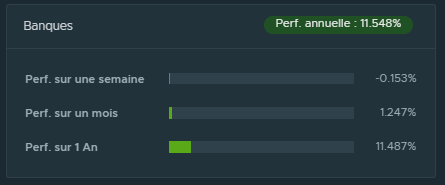 Banques
Perf. annuelle : 11.548%
Perf. sur une semaine -0.153%
Perf. sur un mois 1.247%
Perf. sur 1 An 11.487%